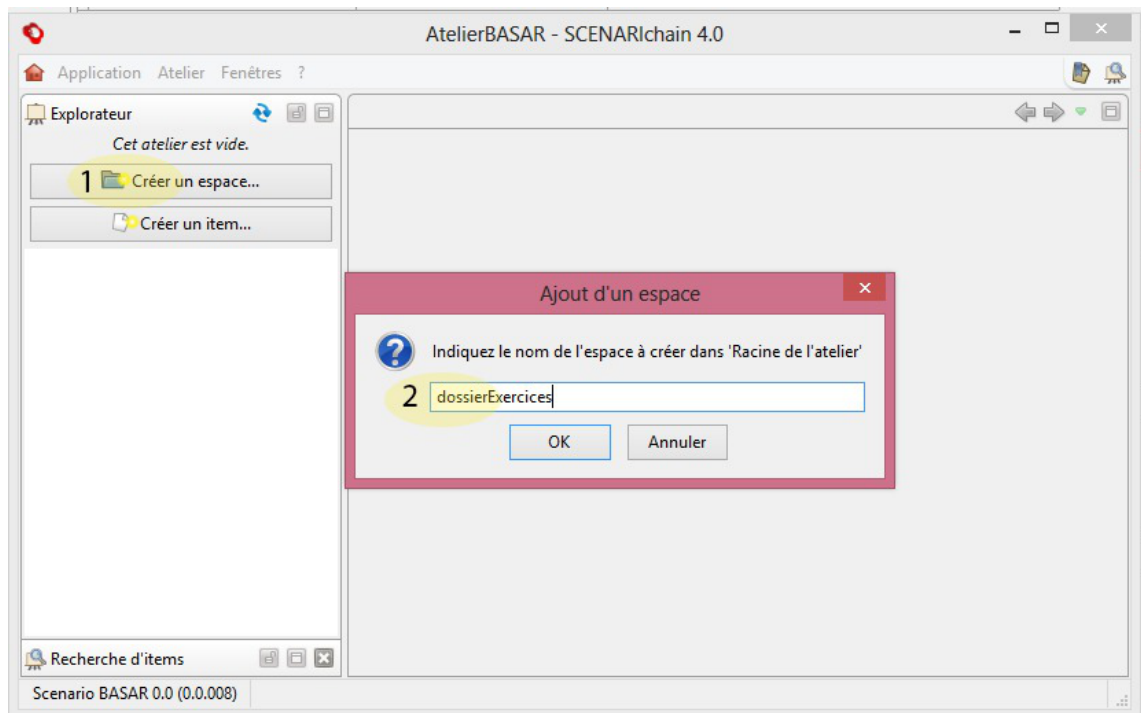 AtelierBASAR - SCENARIchain 4.0
Application Atelier Fenêtres ?
Explorateur
Cet atelier est vide.
1 Créer un espace...
Créer un item...
Ajout d'un espace
Indiquez le nom de l'espace à créer dans 'Racine de l'atelier'
2 dossierExercices
OK Annuler
Recherche d'items
Scenario BASAR 0.0 (0.0.008)